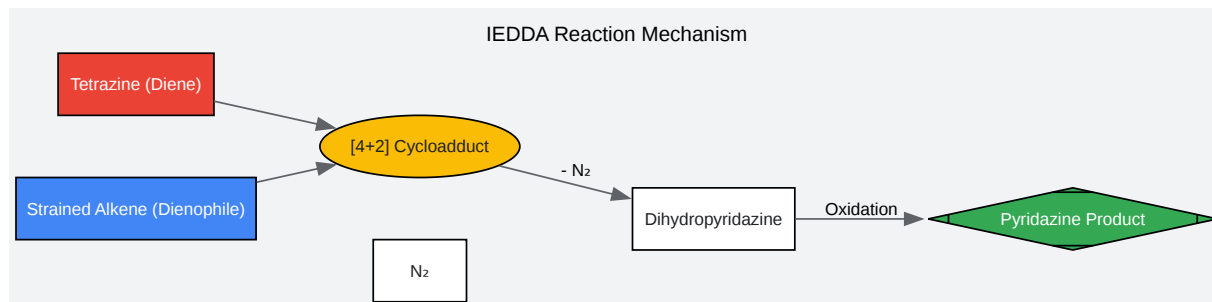 IEDDA Reaction Mechanism
Tetrazine (Diene)
[4+2] Cycloadduct
- N₂
Strained Alkene (Dienophile)
Dihydropyridazine
Oxidation
Pyridazine Product
N₂